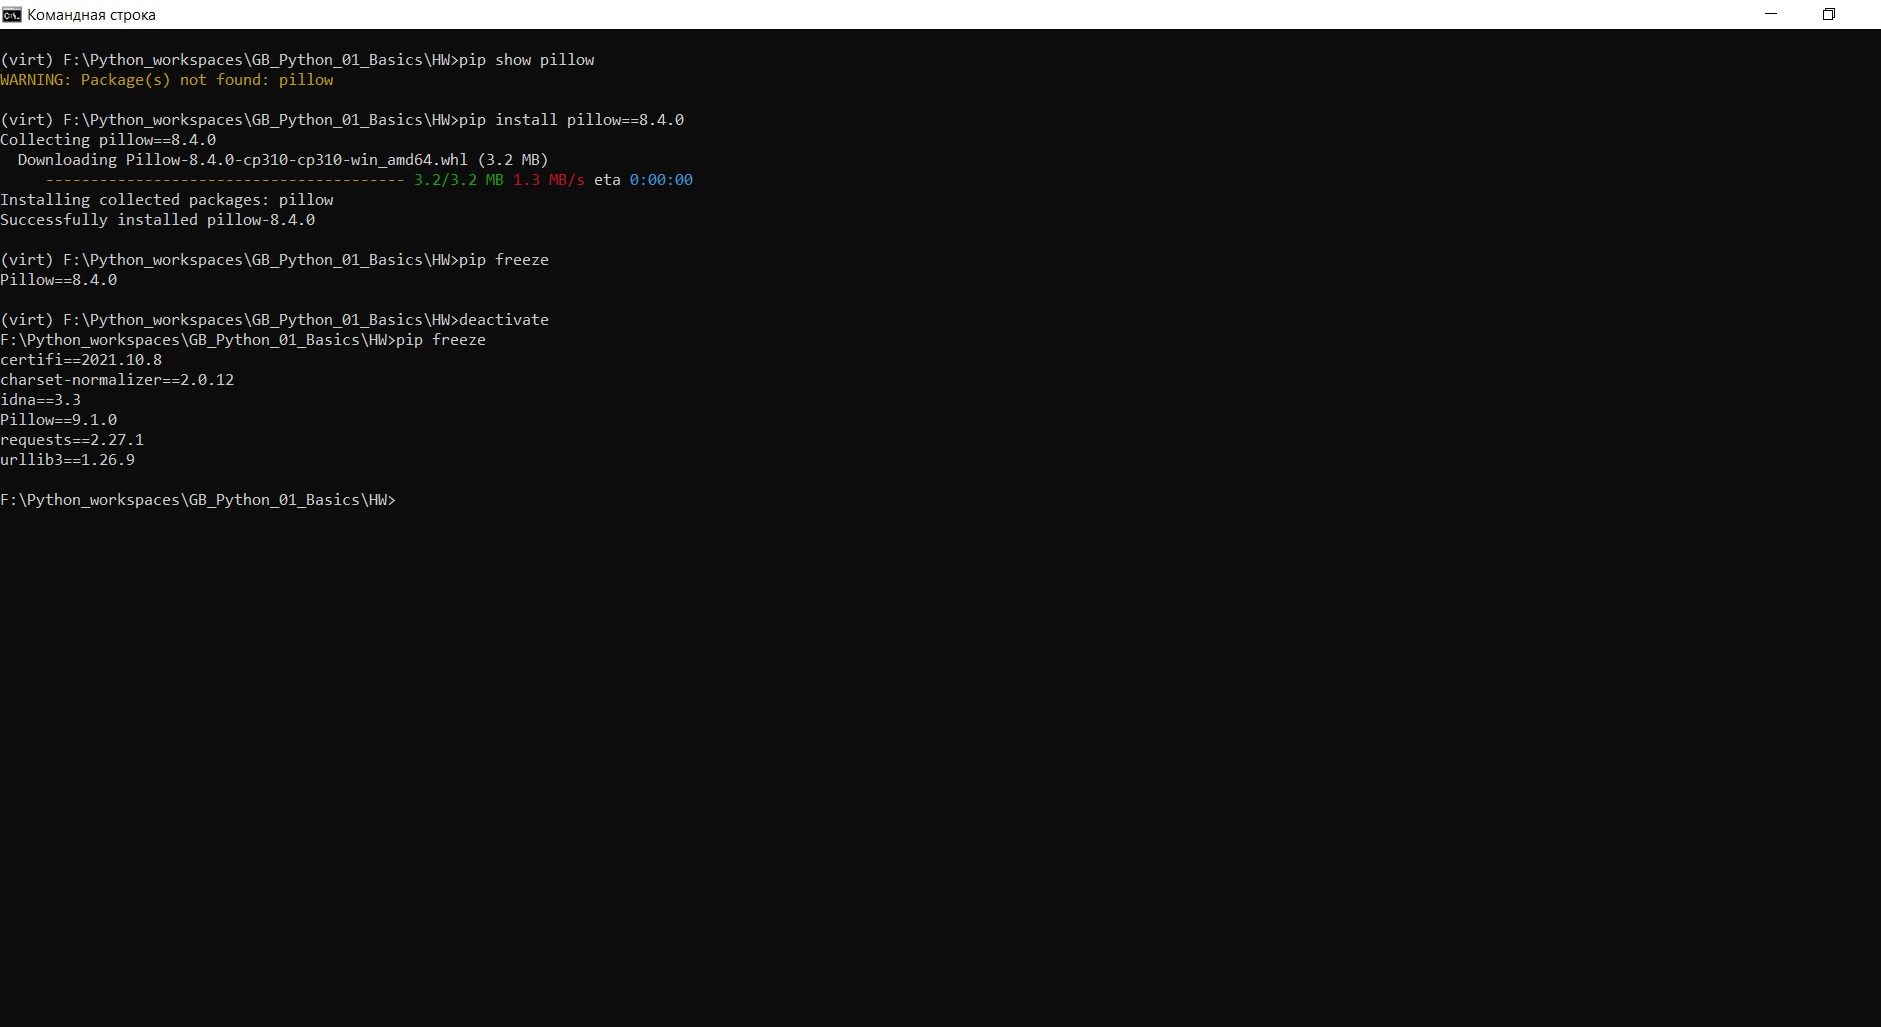 Командная строка
(virt) F:\Python_workspaces\GB_Python_01_Basics\HW>pip show pillow
WARNING: Package(s) not found: pillow
(virt) F:\Python_workspaces\GB_Python_01_Basics\HW>pip install pillow==8.4.0
Collecting pillow==8.4.0
  Downloading Pillow-8.4.0-cp310-cp310-win_amd64.whl (3.2 MB)
     ---------------------------------------- 3.2/3.2 MB 1.3 MB/s eta 0:00:00
Installing collected packages: pillow
Successfully installed pillow-8.4.0
(virt) F:\Python_workspaces\GB_Python_01_Basics\HW>pip freeze
Pillow==8.4.0
(virt) F:\Python_workspaces\GB_Python_01_Basics\HW>deactivate
F:\Python_workspaces\GB_Python_01_Basics\HW>pip freeze
certifi==2021.10.8
charset-normalizer==2.0.12
idna==3.3
Pillow==9.1.0
requests==2.27.1
urllib3==1.26.9
F:\Python_workspaces\GB_Python_01_Basics\HW>